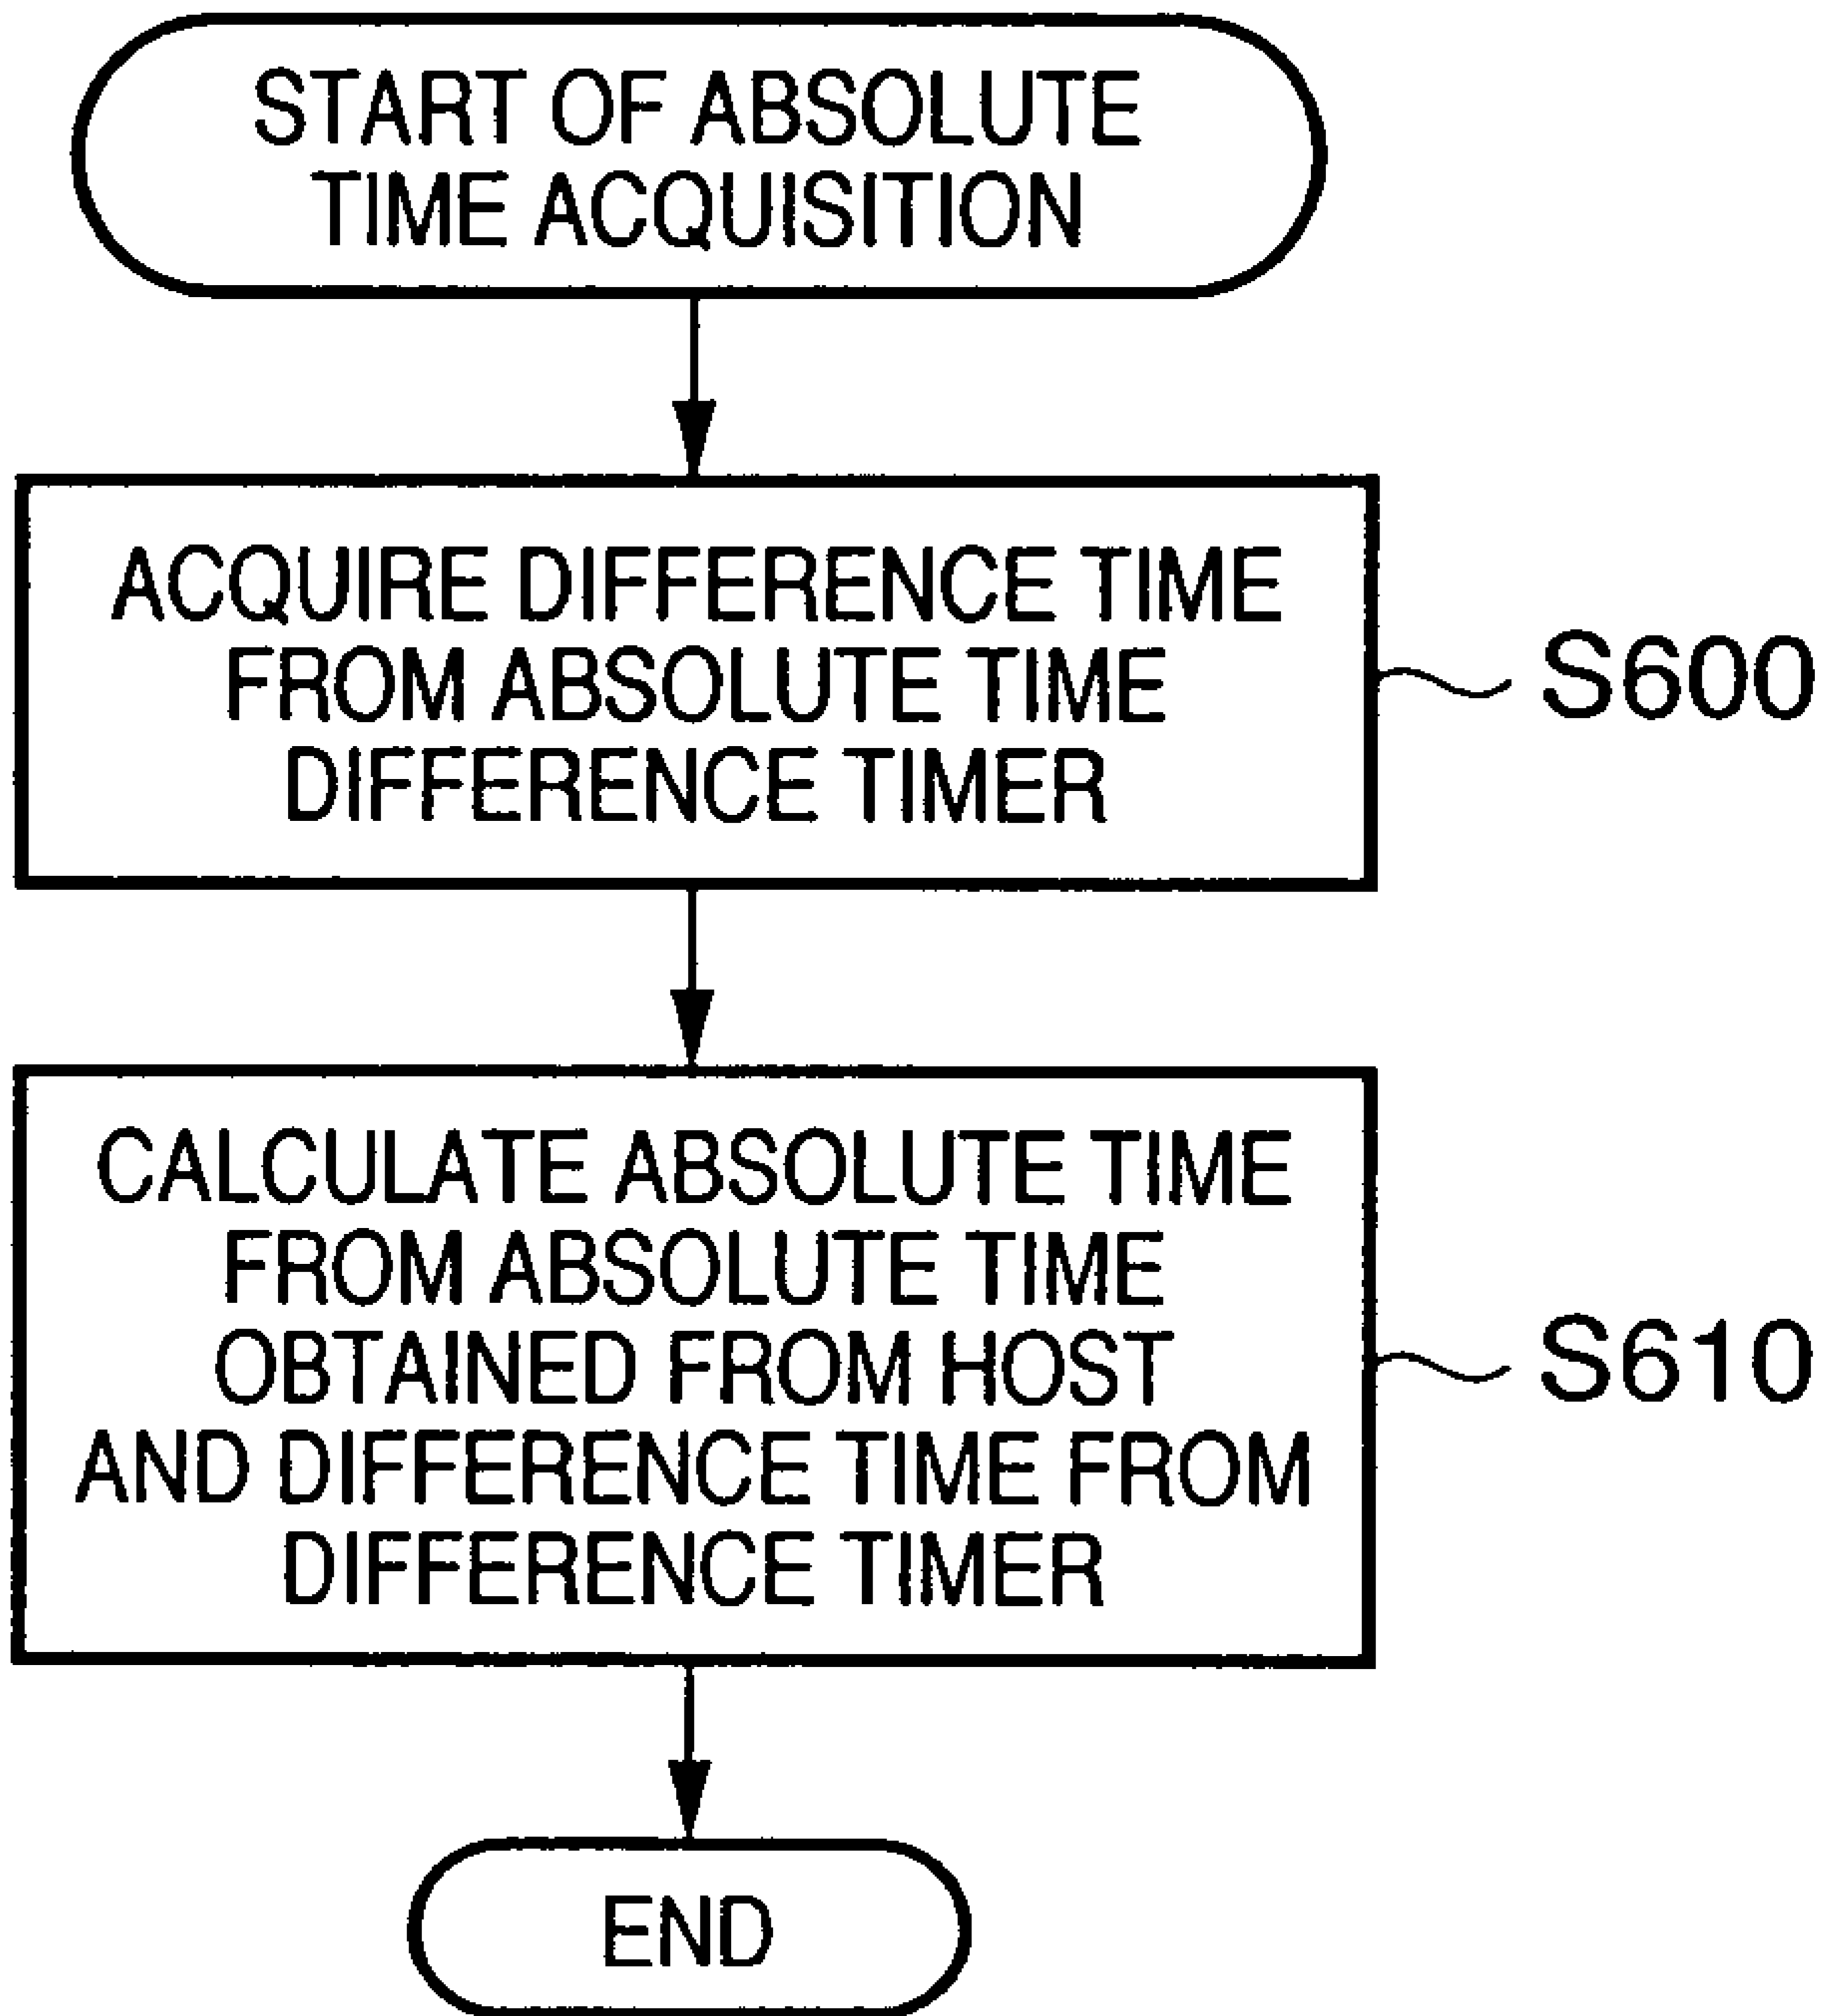 START OF ABSOLUTE
TIME ACQUISITION
ACQUIRE DIFFERENCE TIME
FROM ABSOLUTE TIME
DIFFERENCE TIMER
S600
CALCULATE ABSOLUTE TIME
FROM ABSOLUTE TIME
OBTAINED FROM HOST
AND DIFFERENCE TIME FROM
DIFFERENCE TIMER
S610
END